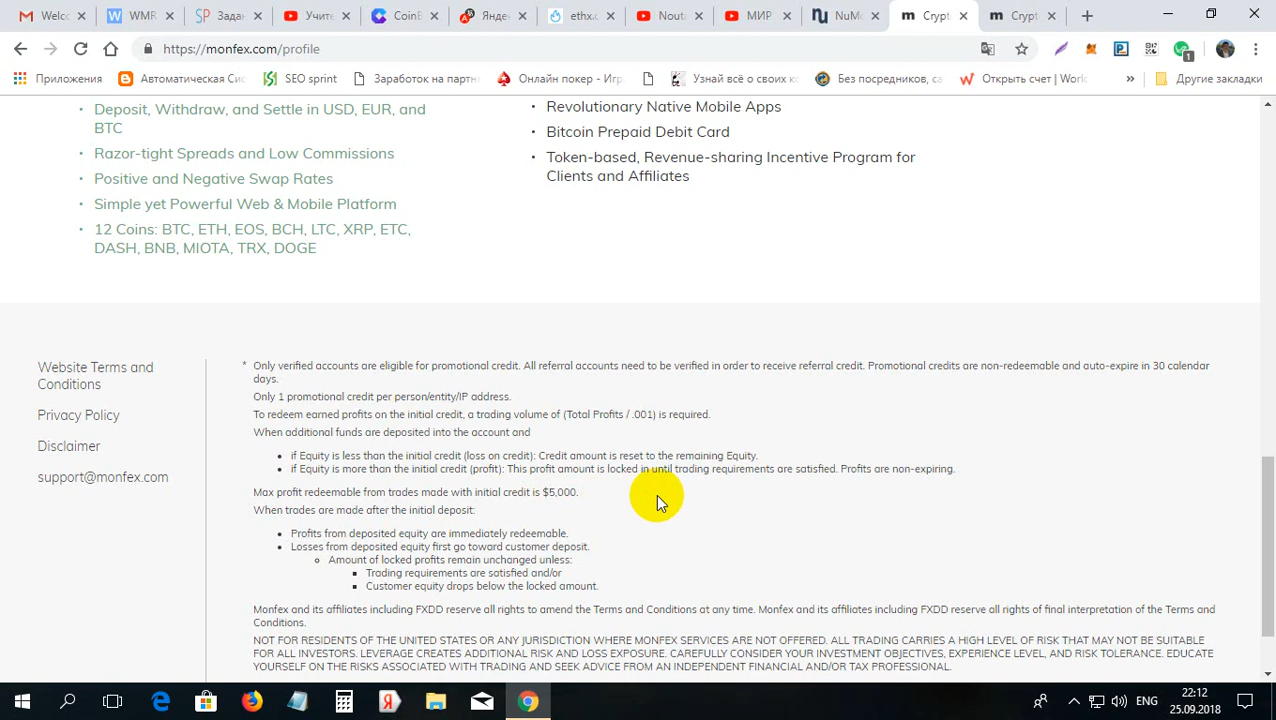 Welcc
WMR
Задан
Учите
CoinE
Яндек
ethx.c
Nouta
МИР
NuMo
Crypt
Crypt
https://monfex.com/profile
1
Приложения
Автоматическая Сис
SEO sprint
Заработок на партн
Онлайн покер - Игр
Узнай всё о своих кс
Без посредников, са
Открыть счет | World
»
Другие закладки
· Deposit, Withdraw, and Settle in USD, EUR, and
BTC
· Razor-tight Spreads and Low Commissions
· Positive and Negative Swap Rates
· Simple yet Powerful Web & Mobile Platform
· 12 Coins: BTC, ETH, EOS, BCH, LTC, XRP, ETC,
DASH, BNB, MIOTA, TRX, DOGE
· Revolutionary Native Mobile Apps
· Bitcoin Prepaid Debit Card
· Token-based, Revenue-sharing Incentive Program for
Clients and Affiliates
Website Terms and
Conditions
Privacy Policy
Disclaimer
support@monfex.com
* Only verified accounts are eligible for promotional credit. All referral accounts need to be verified in order to receive referral credit. Promotional credits are non-redeemable and auto-expire in 30 calendar
days.
Only 1 promotional credit per person/entity/IP address.
To redeem earned profits on the initial credit, a trading volume of (Total Profits / .001) is required.
When additional funds are deposited into the account and
• if Equity is less than the initial credit (loss on credit): Credit amount is reset to the remaining Equity.
• if Equity is more than the initial credit (profit): This profit amount is locked in until trading requirements are satisfied. Profits are non-expiring.
Max profit redeemable from trades made with initial credit is $5,000.
When trades are made after the initial deposit:
• Profits from deposited equity are immediately redeemable.
• Losses from deposited equity first go toward customer deposit.
◦ Amount of locked profits remain unchanged unless:
▪ Trading requirements are satisfied and/or
▪ Customer equity drops below the locked amount.
Monfex and its affiliates including FXDD reserve all rights to amend the Terms and Conditions at any time. Monfex and its affiliates including FXDD reserve all rights of final interpretation of the Terms and
Conditions.
NOT FOR RESIDENTS OF THE UNITED STATES OR ANY JURISDICTION WHERE MONFEX SERVICES ARE NOT OFFERED. ALL TRADING CARRIES A HIGH LEVEL OF RISK THAT MAY NOT BE SUITABLE
FOR ALL INVESTORS. LEVERAGE CREATES ADDITIONAL RISK AND LOSS EXPOSURE. CAREFULLY CONSIDER YOUR INVESTMENT OBJECTIVES, EXPERIENCE LEVEL, AND RISK TOLERANCE. EDUCATE
YOURSELF ON THE RISKS ASSOCIATED WITH TRADING AND SEEK ADVICE FROM AN INDEPENDENT FINANCIAL AND/OR TAX PROFESSIONAL.
ENG
22:12
25.09.2018